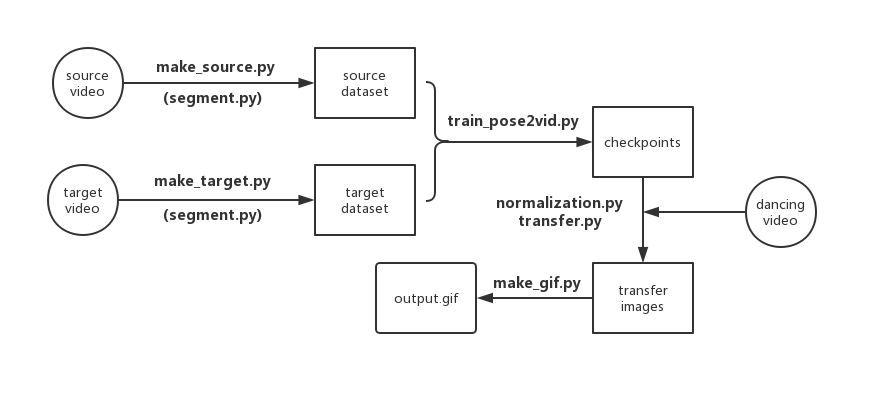 source
video
make_source.py
(segment.py)
source
dataset
target
video
make_target.py
(segment.py)
target
dataset
train_pose2vid.py
checkpoints
normalization.py
transfer.py
dancing
video
transfer
images
make_gif.py
output.gif